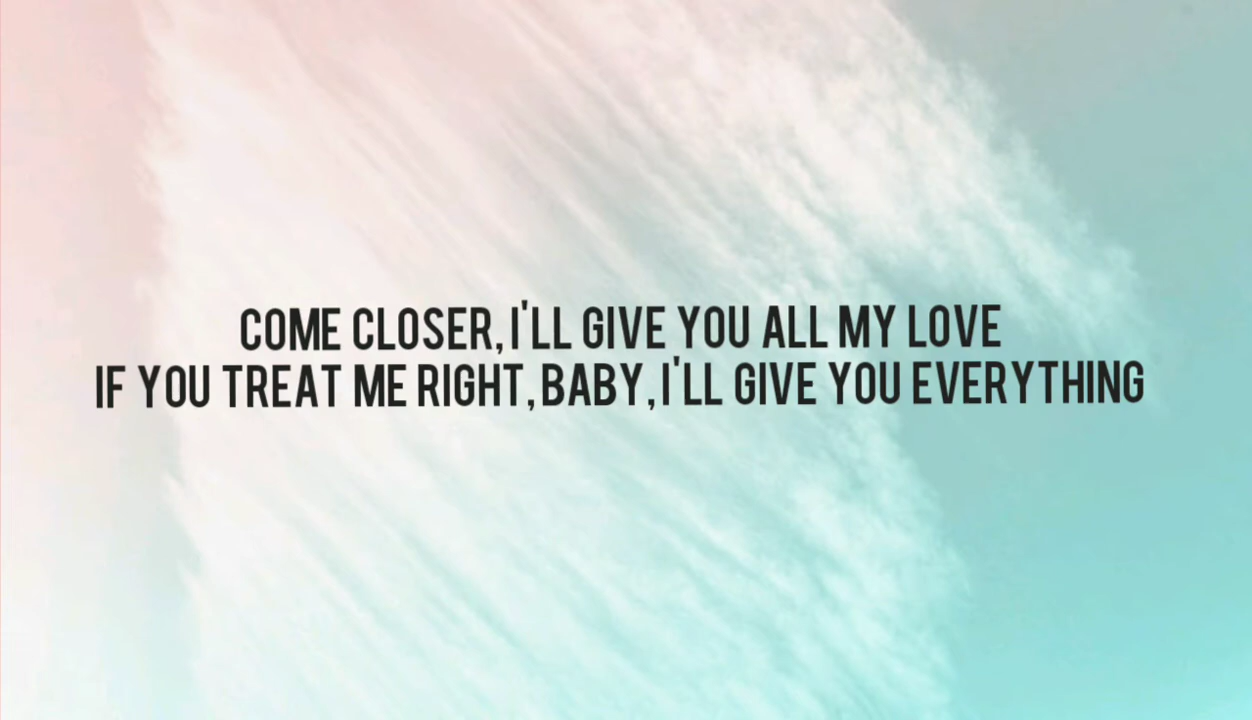 COME CLOSER, I'LL GIVE YOU ALL MY LOVE
IF YOU TREAT ME RIGHT, BABY, I'LL GIVE YOU EVERYTHING